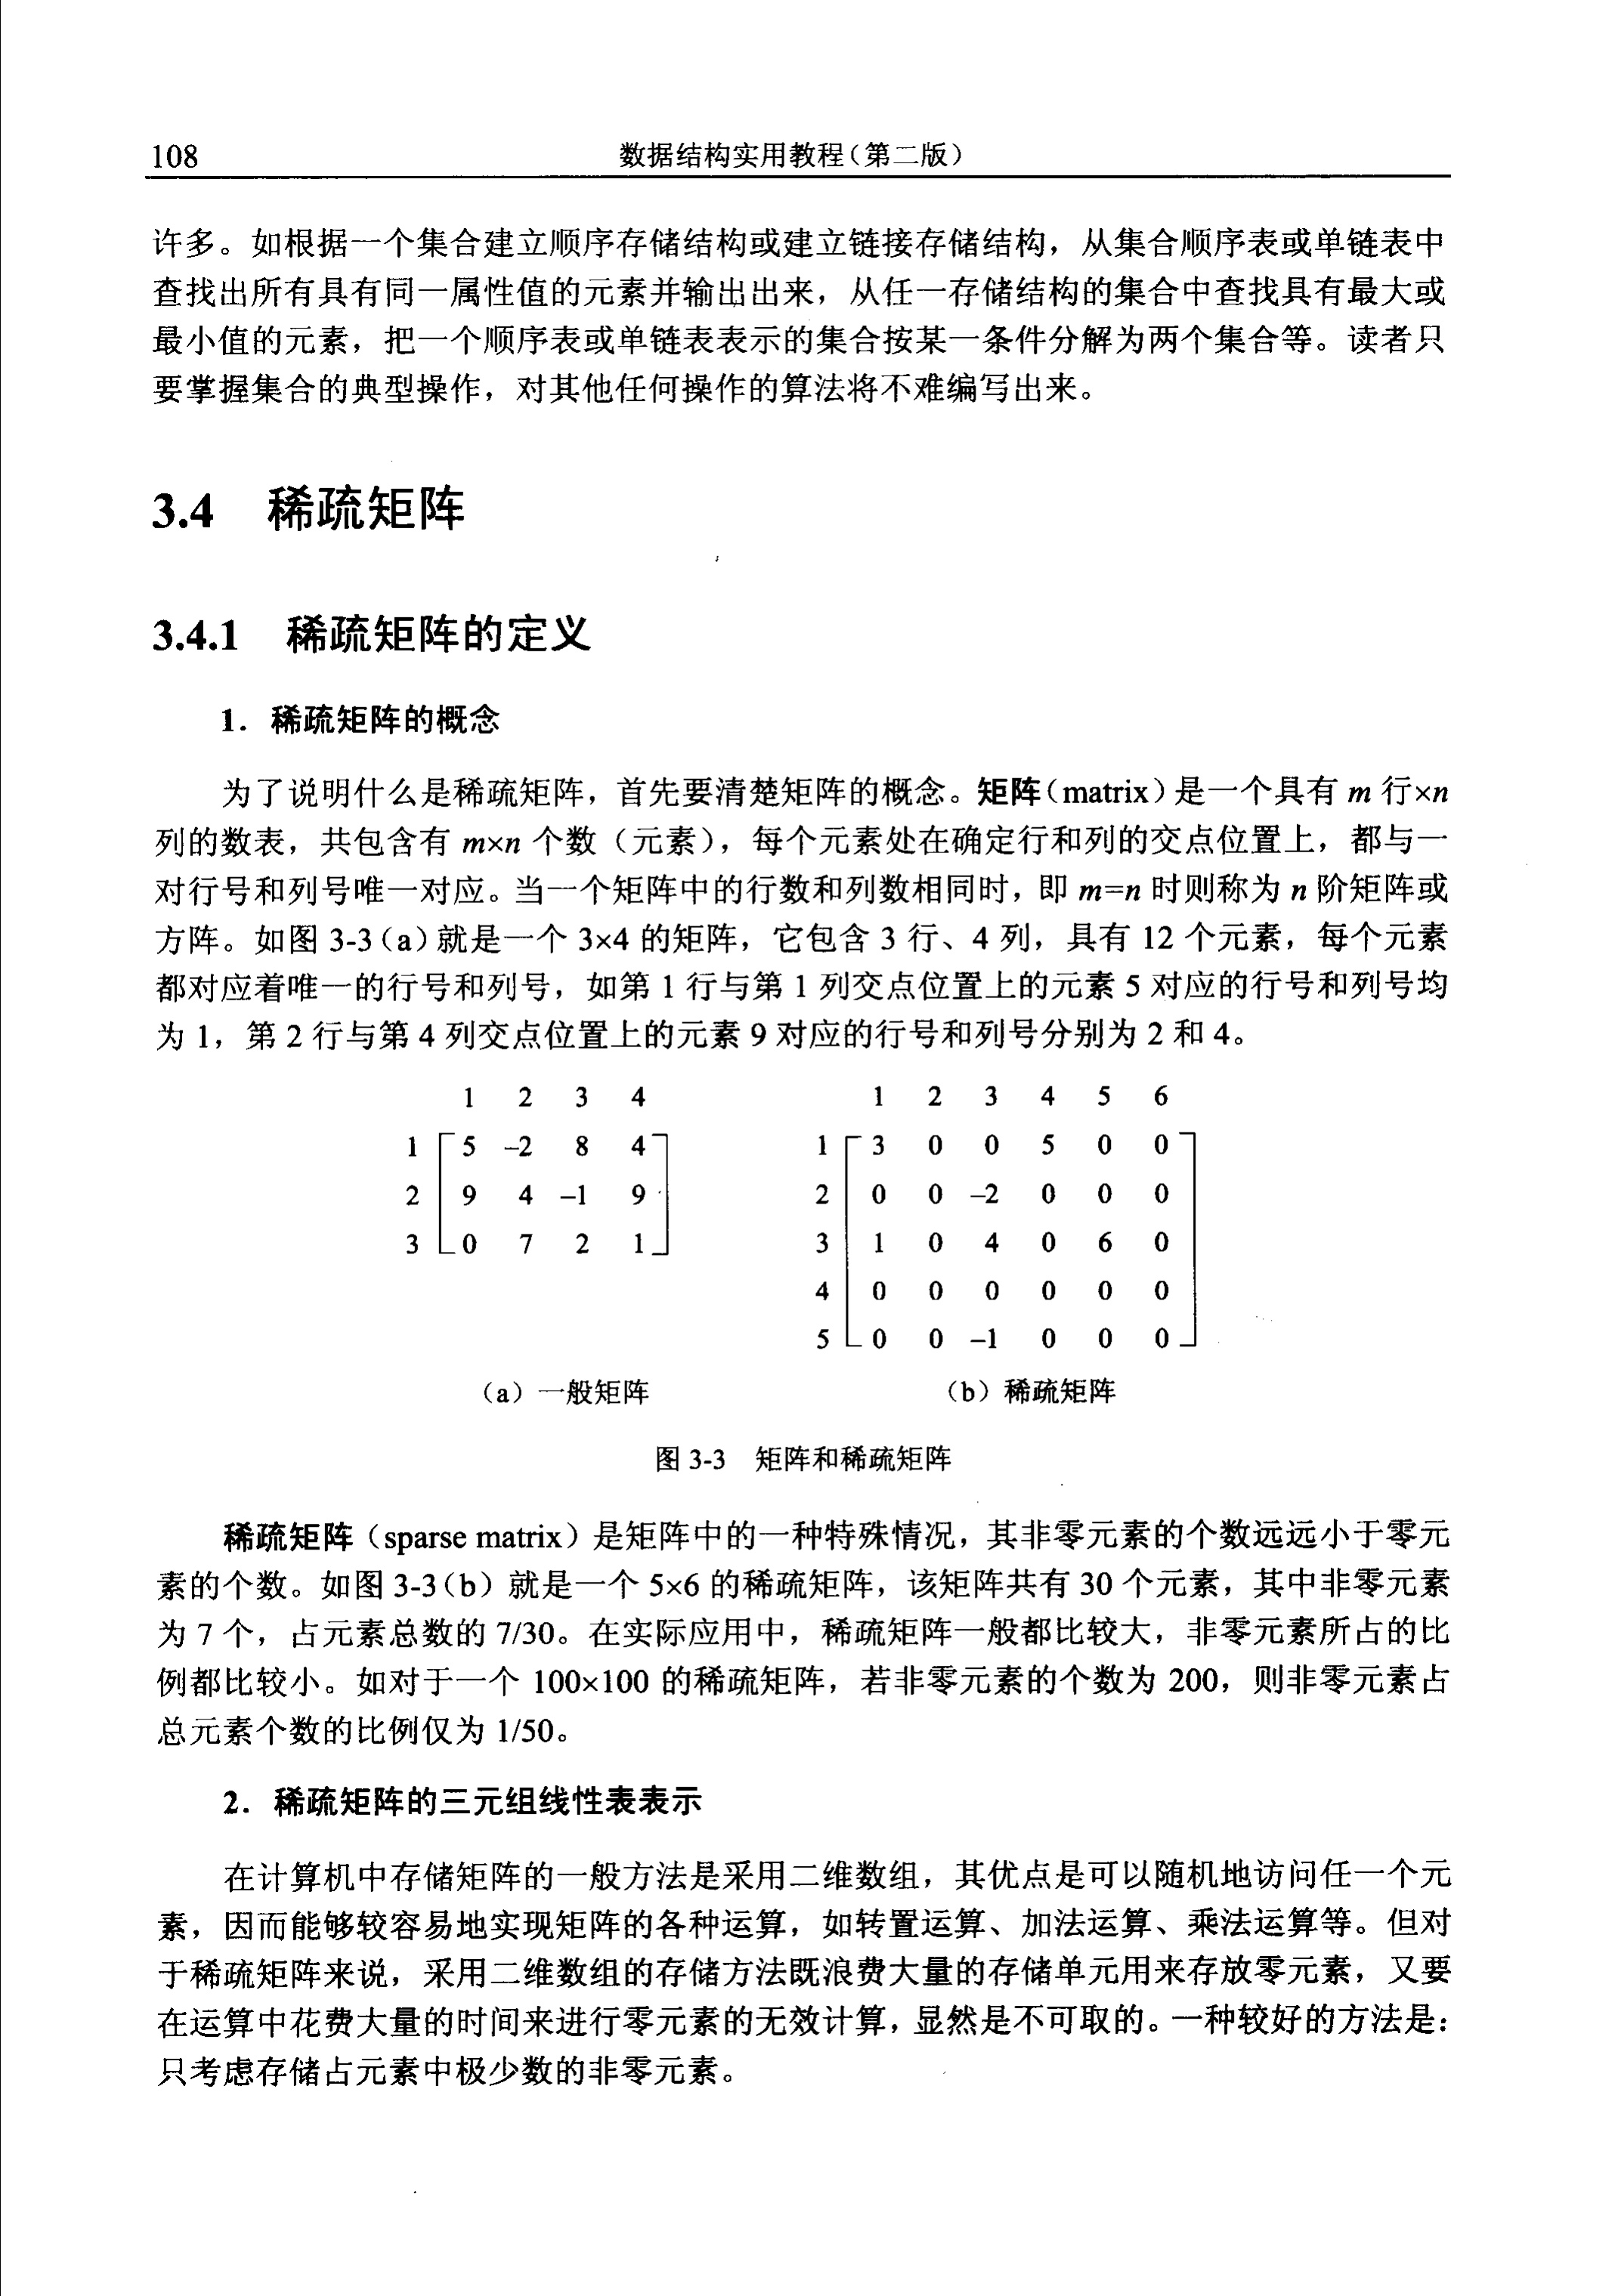 108 数据结构实用教程(第二版)
许多。如根据一个集合建立顺序存储结构或建立链接存储结构，从集合顺序表或单链表中
查找出所有具有同一属性值的元素并输出出来，从任一存储结构的集合中查找具有最大或
最小值的元素，把一个顺序表或单链表表示的集合按某一条件分解为两个集合等。读者只
要掌握集合的典型操作，对其他任何操作的算法将不难编写出来。
3.4 稀疏矩阵
3.4.1 稀疏矩阵的定义
1．稀疏矩阵的概念
为了说明什么是稀疏矩阵，首先要清楚矩阵的概念。矩阵(matrix)是一个具有 m 行×n
列的数表，共包含有 m×n 个数（元素），每个元素处在确定行和列的交点位置上，都与一
对行号和列号唯一对应。当一个矩阵中的行数和列数相同时，即 m=n 时则称为 n 阶矩阵或
方阵。如图 3-3(a)就是一个 3×4 的矩阵，它包含 3 行、4 列，具有 12 个元素，每个元素
都对应着唯一的行号和列号，如第 1 行与第 1 列交点位置上的元素 5 对应的行号和列号均
为 1，第 2 行与第 4 列交点位置上的元素 9 对应的行号和列号分别为 2 和 4。
1 2 3 4
1 5 -2 8 4
2 9 4 -1 9
3 0 7 2 1
(a) 一般矩阵
1 2 3 4 5 6
1 3 0 0 5 0 0
2 0 0 -2 0 0 0
3 1 0 4 0 6 0
4 0 0 0 0 0 0
5 0 0 -1 0 0 0
(b) 稀疏矩阵
图 3-3 矩阵和稀疏矩阵
稀疏矩阵（sparse matrix）是矩阵中的一种特殊情况，其非零元素的个数远远小于零元
素的个数。如图 3-3(b) 就是一个 5×6 的稀疏矩阵，该矩阵共有 30 个元素，其中非零元素
为 7 个，占元素总数的 7/30。在实际应用中，稀疏矩阵一般都比较大，非零元素所占的比
例都比较小。如对于一个 100×100 的稀疏矩阵，若非零元素的个数为 200，则非零元素占
总元素个数的比例仅为 1/50。
2．稀疏矩阵的三元组线性表表示
在计算机中存储矩阵的一般方法是采用二维数组，其优点是可以随机地访问任一个元
素，因而能够较容易地实现矩阵的各种运算，如转置运算、加法运算、乘法运算等。但对
于稀疏矩阵来说，采用二维数组的存储方法既浪费大量的存储单元用来存放零元素，又要
在运算中花费大量的时间来进行零元素的无效计算，显然是不可取的。一种较好的方法是：
只考虑存储占元素中极少数的非零元素。